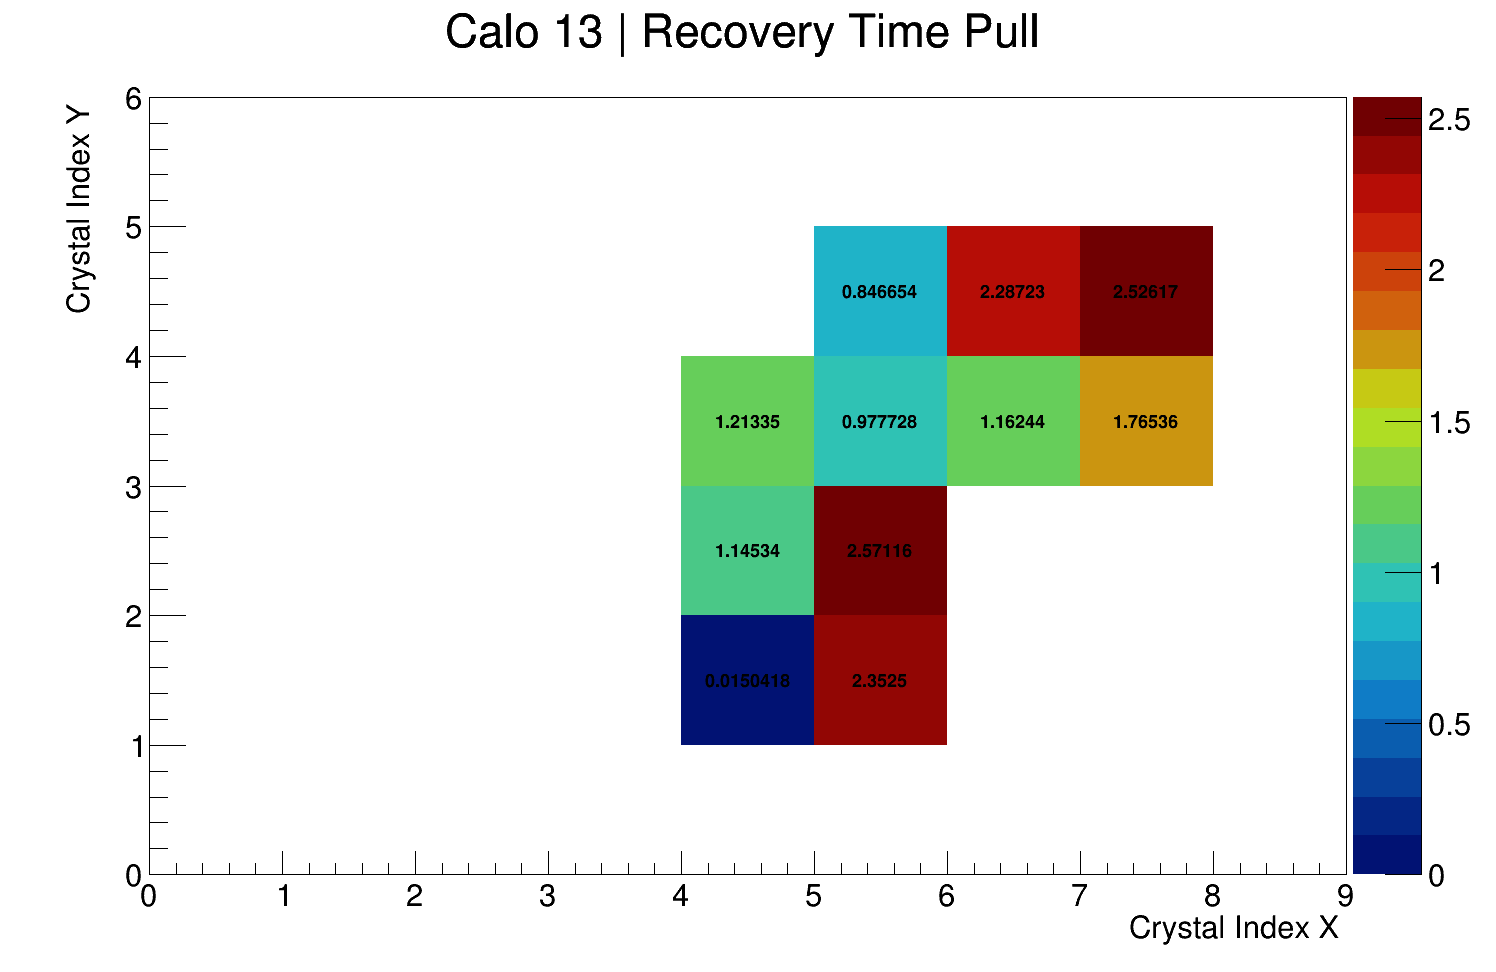 Calo 13 | Recovery Time Pull
Crystal Index Y
6
5
4
3
2
1
0
0.846654 2.28723 2.52617
1.21335 0.977728 1.16244 1.76536
1.14534 2.57116
0.0150418 2.3525
0 1 2 3 4 5 6 7 8 9
Crystal Index X
2.5
2
1.5
1
0.5
0